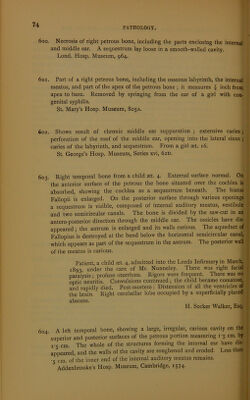 74
PATHOLOGY.
600. Necrosis of right petrous bone, including the parts enclosing the internal
and middle ear. A sequestrum lay loose in a smooth-walled cavity.
Lond. Hosp. Museum, 964.
601. Part of a right petrous bone, including the osseous labyrinth, the internal
meatus, and part of the apex of the petrous bone; it measures ¾ inch from
apex to base. Removed by syringing from the ear of a girl with con-
genital syphilis.
St. Mary's Hosp. Museum, 805a.
602. Shows result of chronic middle ear suppuration; extensive caries;
perforation of the roof of the middle ear, opening into the lateral sinus;
caries of the labyrinth, and sequestrum. From a girl æt. 16.
St. George's Hosp. Museum, Series xvi, 62B.
603. Right temporal bone from a child æt. 4. External surface normal. On
the anterior surface of the petrous the bone situated over the cochlea is
absorbed, showing the cochlea as a sequestrum beneath. The hiatus
Fallopii is enlarged. On the posterior surface through various openings
a sequestrum is visible, composed of internal auditory meatus, vestibule
and two semicircular canals. The bone is divided by the saw-cut in an
antero-posterior direction through the middle ear. The ossicles have dis-
appeared; the antrum is enlarged and its walls carious. The aqueduct of
Fallopius is destroyed at the bend below the horizontal semicircular canal,
which appears as part of the sequestrum in the antrum. The posterior wall
of the meatus is carious.
Patient, a child æt. 4, admitted into the Leeds Infirmary in March,
1893, under the care of Mr. Nunneley. There was right facial
paralysis; profuse otorrhœa. Rigors were frequent. There was no
optic neuritis. Convulsions continued; the child became comatose,
and rapidly died. Post-mortem: Distension of all the ventricles of
the brain. Right cerebellar lobe occupied by a superficially placed
abscess.
H. Secker Walker, Esq.
604. A left temporal bone, showing a large, irregular, carious cavity on the
superior and posterior surfaces of the petrous portion measuring 1·5 cm. by
1·5 cm. The whole of the structures forming the internal ear have dis-
appeared, and the walls of the cavity are roughened and eroded. Less than
·5 cm. of the inner end of the internal auditory meatus remains.
Addenbrooke's Hosp. Museum, Cambridge, 1574.